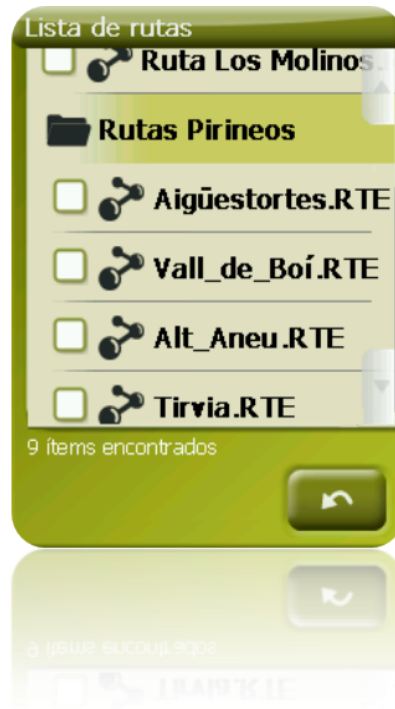 Lista de rutas
Ruta Los Molinos.
Rutas Pirineos
Aigüestortes.RTE
Vall_de_Boí.RTE
Alt_Aneu.RTE
Tirvia.RTE
9 ítems encontrados